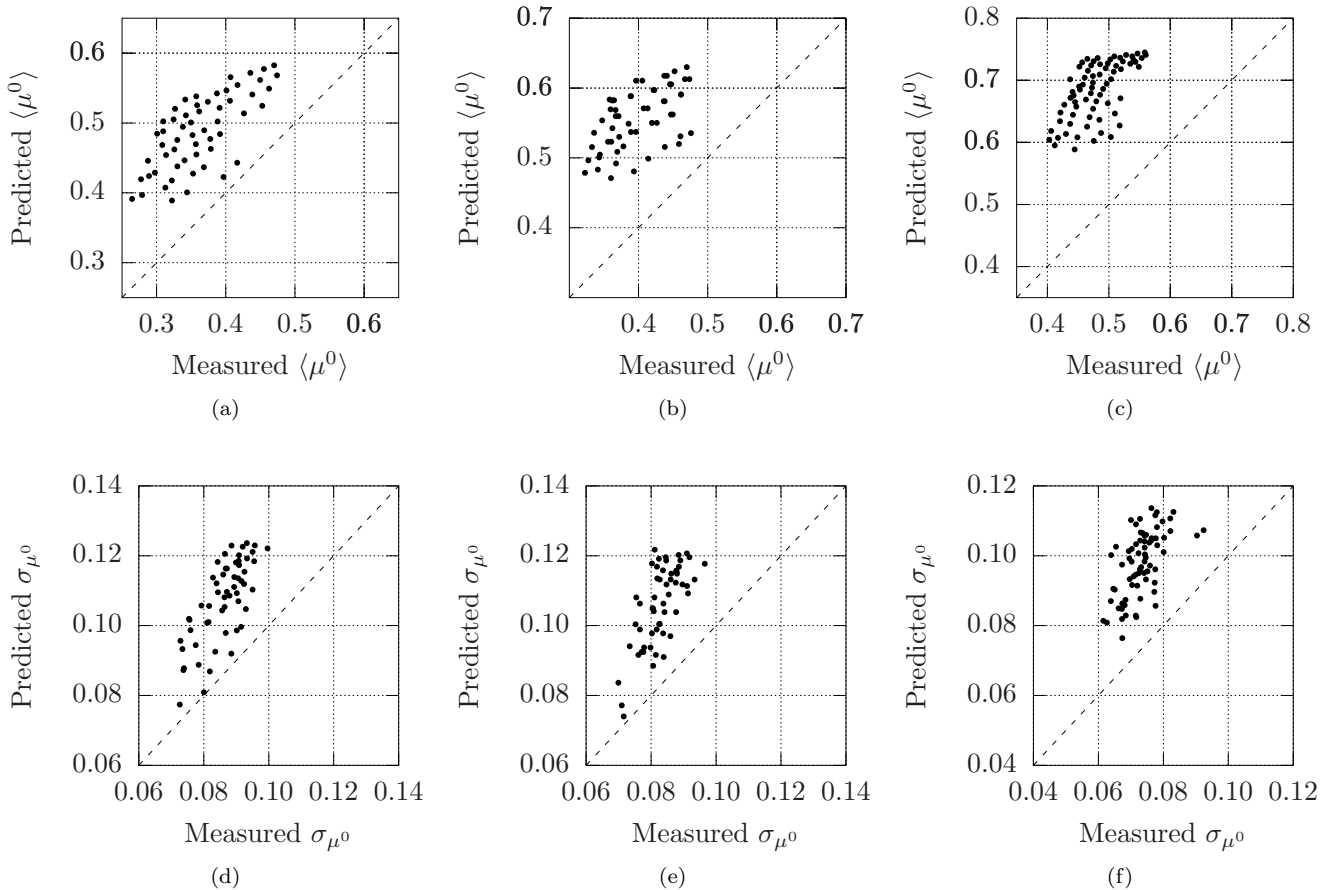 0.6
0.5
0.4
0.3
Predicted ⟨μ⁰⟩
0.3 0.4 0.5 0.6
Measured ⟨μ⁰⟩
(a)
0.7
0.6
0.5
0.4
Predicted ⟨μ⁰⟩
0.4 0.5 0.6 0.7
Measured ⟨μ⁰⟩
(b)
0.8
0.7
0.6
0.5
0.4
Predicted ⟨μ⁰⟩
0.4 0.5 0.6 0.7 0.8
Measured ⟨μ⁰⟩
(c)
0.14
0.12
0.10
0.08
0.06
Predicted σ_μ⁰
0.06 0.08 0.10 0.12 0.14
Measured σ_μ⁰
(d)
0.14
0.12
0.10
0.08
0.06
Predicted σ_μ⁰
0.06 0.08 0.10 0.12 0.14
Measured σ_μ⁰
(e)
0.12
0.10
0.08
0.06
0.04
Predicted σ_μ⁰
0.04 0.06 0.08 0.10 0.12
Measured σ_μ⁰
(f)